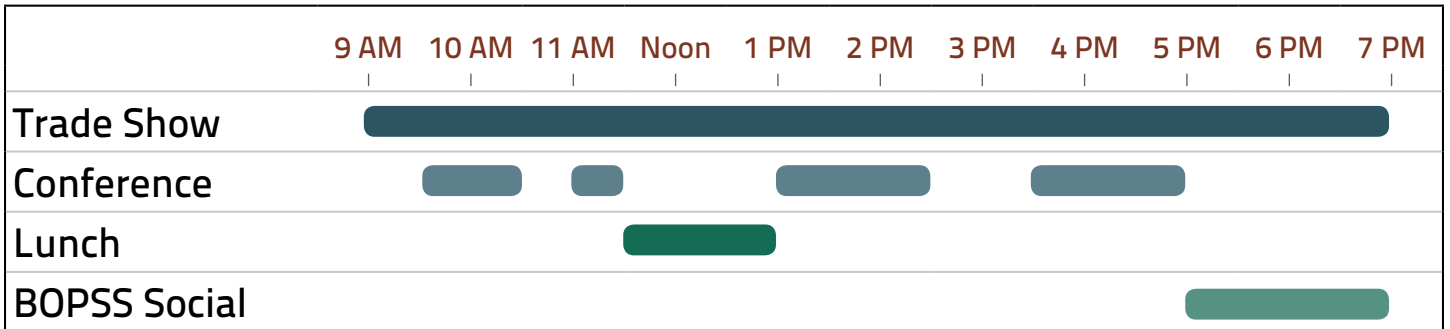 9 AM 10 AM 11 AM Noon 1 PM 2 PM 3 PM 4 PM 5 PM 6 PM 7 PM
Trade Show
Conference
Lunch
BOPSS Social